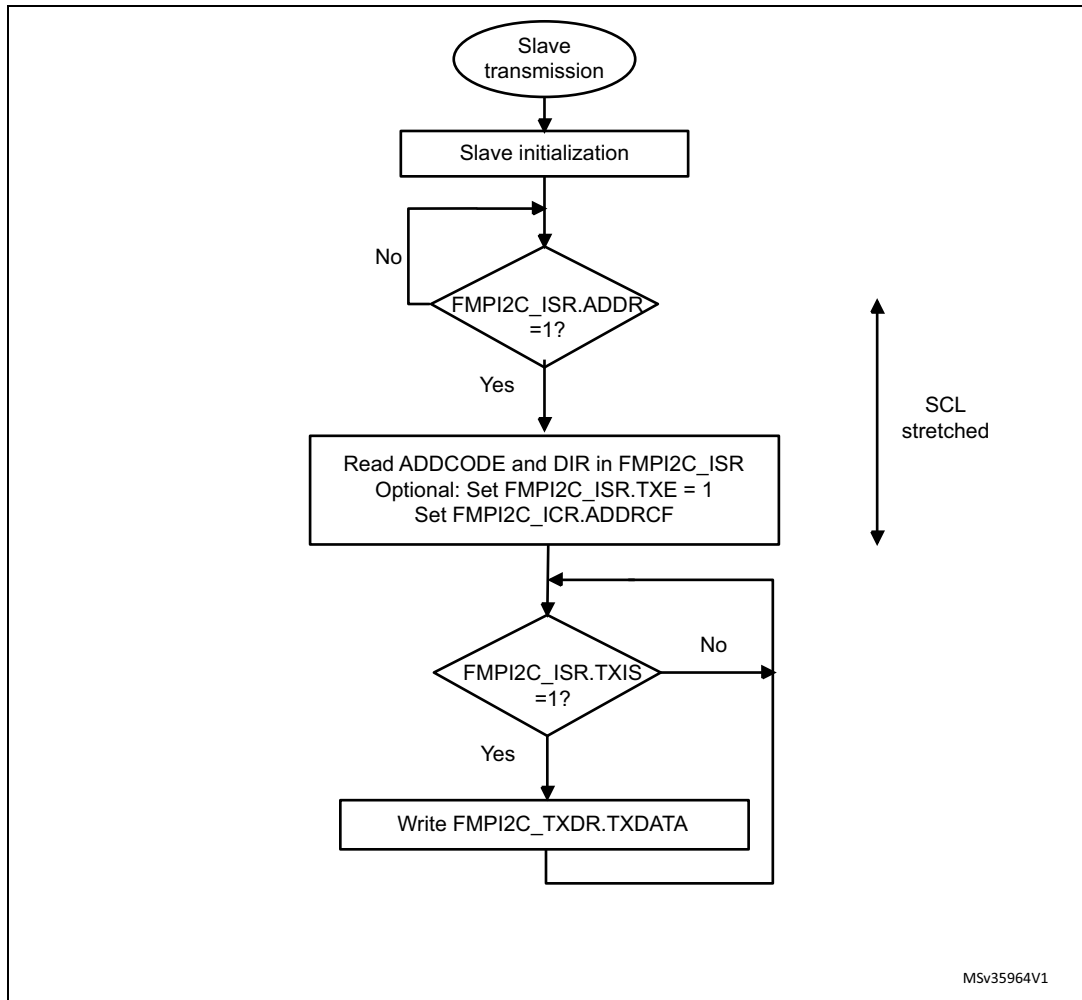 Slave
transmission
Slave initialization
No
FMPI2C_ISR.ADDR
=1?
Yes
SCL
stretched
Read ADDCODE and DIR in FMPI2C_ISR
Optional: Set FMPI2C_ISR.TXE = 1
Set FMPI2C_ICR.ADDRCF
No
FMPI2C_ISR.TXIS
=1?
Yes
Write FMPI2C_TXDR.TXDATA
MSv35964V1